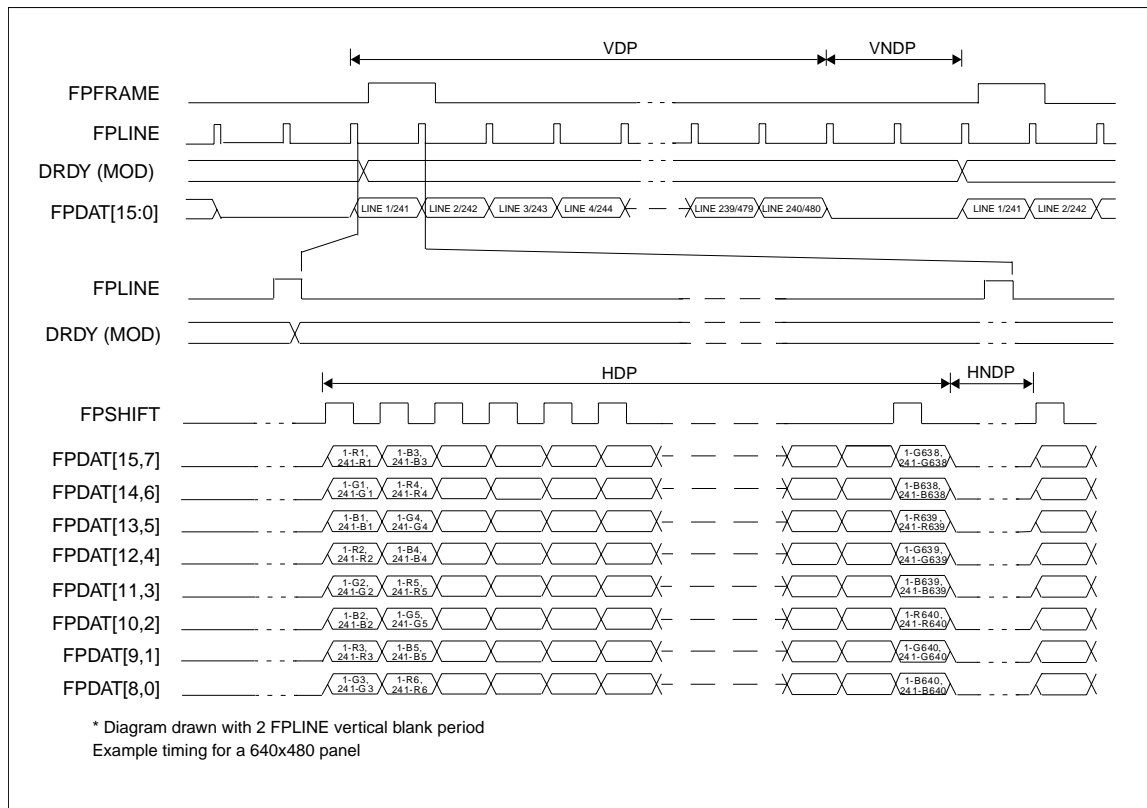 VDP VNDP
FPFRAME
FPLINE
DRDY (MOD)
FPDAT[15:0] LINE 1/241 LINE 2/242 LINE 3/243 LINE 4/244 LINE 239/479 LINE 240/480 LINE 1/241 LINE 2/242
FPLINE
DRDY (MOD)
HDP HNDP
FPSHIFT
FPDAT[15,7] 1-R1, 241-R1 1-B3, 241-B3 1-G638, 241-G638
FPDAT[14,6] 1-G1, 241-G1 1-R4, 241-R4 1-B638, 241-B638
FPDAT[13,5] 1-B1, 241-B1 1-G4, 241-G4 1-R639, 241-R639
FPDAT[12,4] 1-R2, 241-R2 1-B4, 241-B4 1-G639, 241-G639
FPDAT[11,3] 1-G2, 241-G2 1-R5, 241-R5 1-B639, 241-B639
FPDAT[10,2] 1-B2, 241-B2 1-G5, 241-G5 1-R640, 241-R640
FPDAT[9,1] 1-R3, 241-R3 1-B5, 241-B5 1-G640, 241-G640
FPDAT[8,0] 1-G3, 241-G3 1-R6, 241-R6 1-B640, 241-B640
* Diagram drawn with 2 FPLINE vertical blank period
Example timing for a 640x480 panel